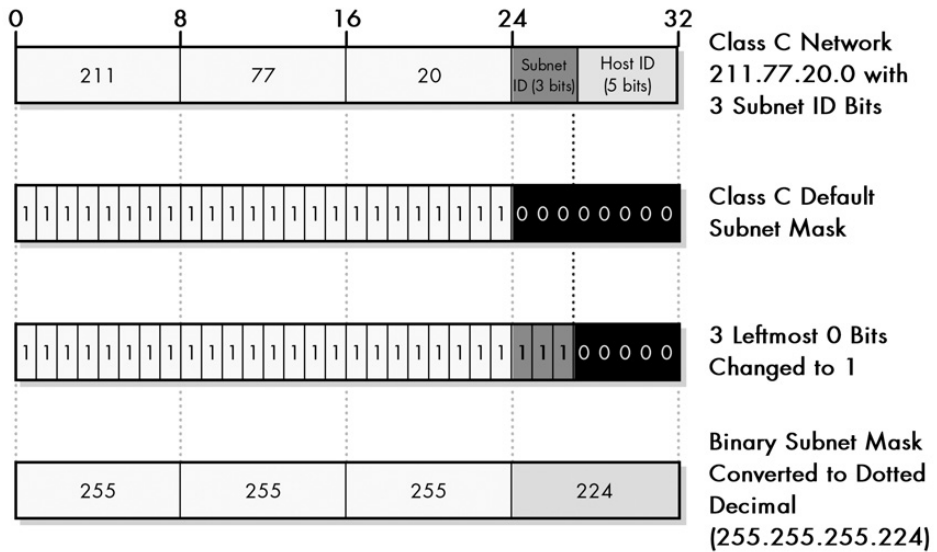 0 8 16 24 32
211 77 20 Subnet ID (3 bits) Host ID (5 bits)
Class C Network
211.77.20.0 with
3 Subnet ID Bits
1 1 1 1 1 1 1 1 1 1 1 1 1 1 1 1 1 1 1 1 1 1 1 1 0 0 0 0 0 0 0 0
Class C Default
Subnet Mask
1 1 1 1 1 1 1 1 1 1 1 1 1 1 1 1 1 1 1 1 1 1 1 1 1 1 1 0 0 0 0 0
3 Leftmost 0 Bits
Changed to 1
255 255 255 224
Binary Subnet Mask
Converted to Dotted
Decimal
(255.255.255.224)